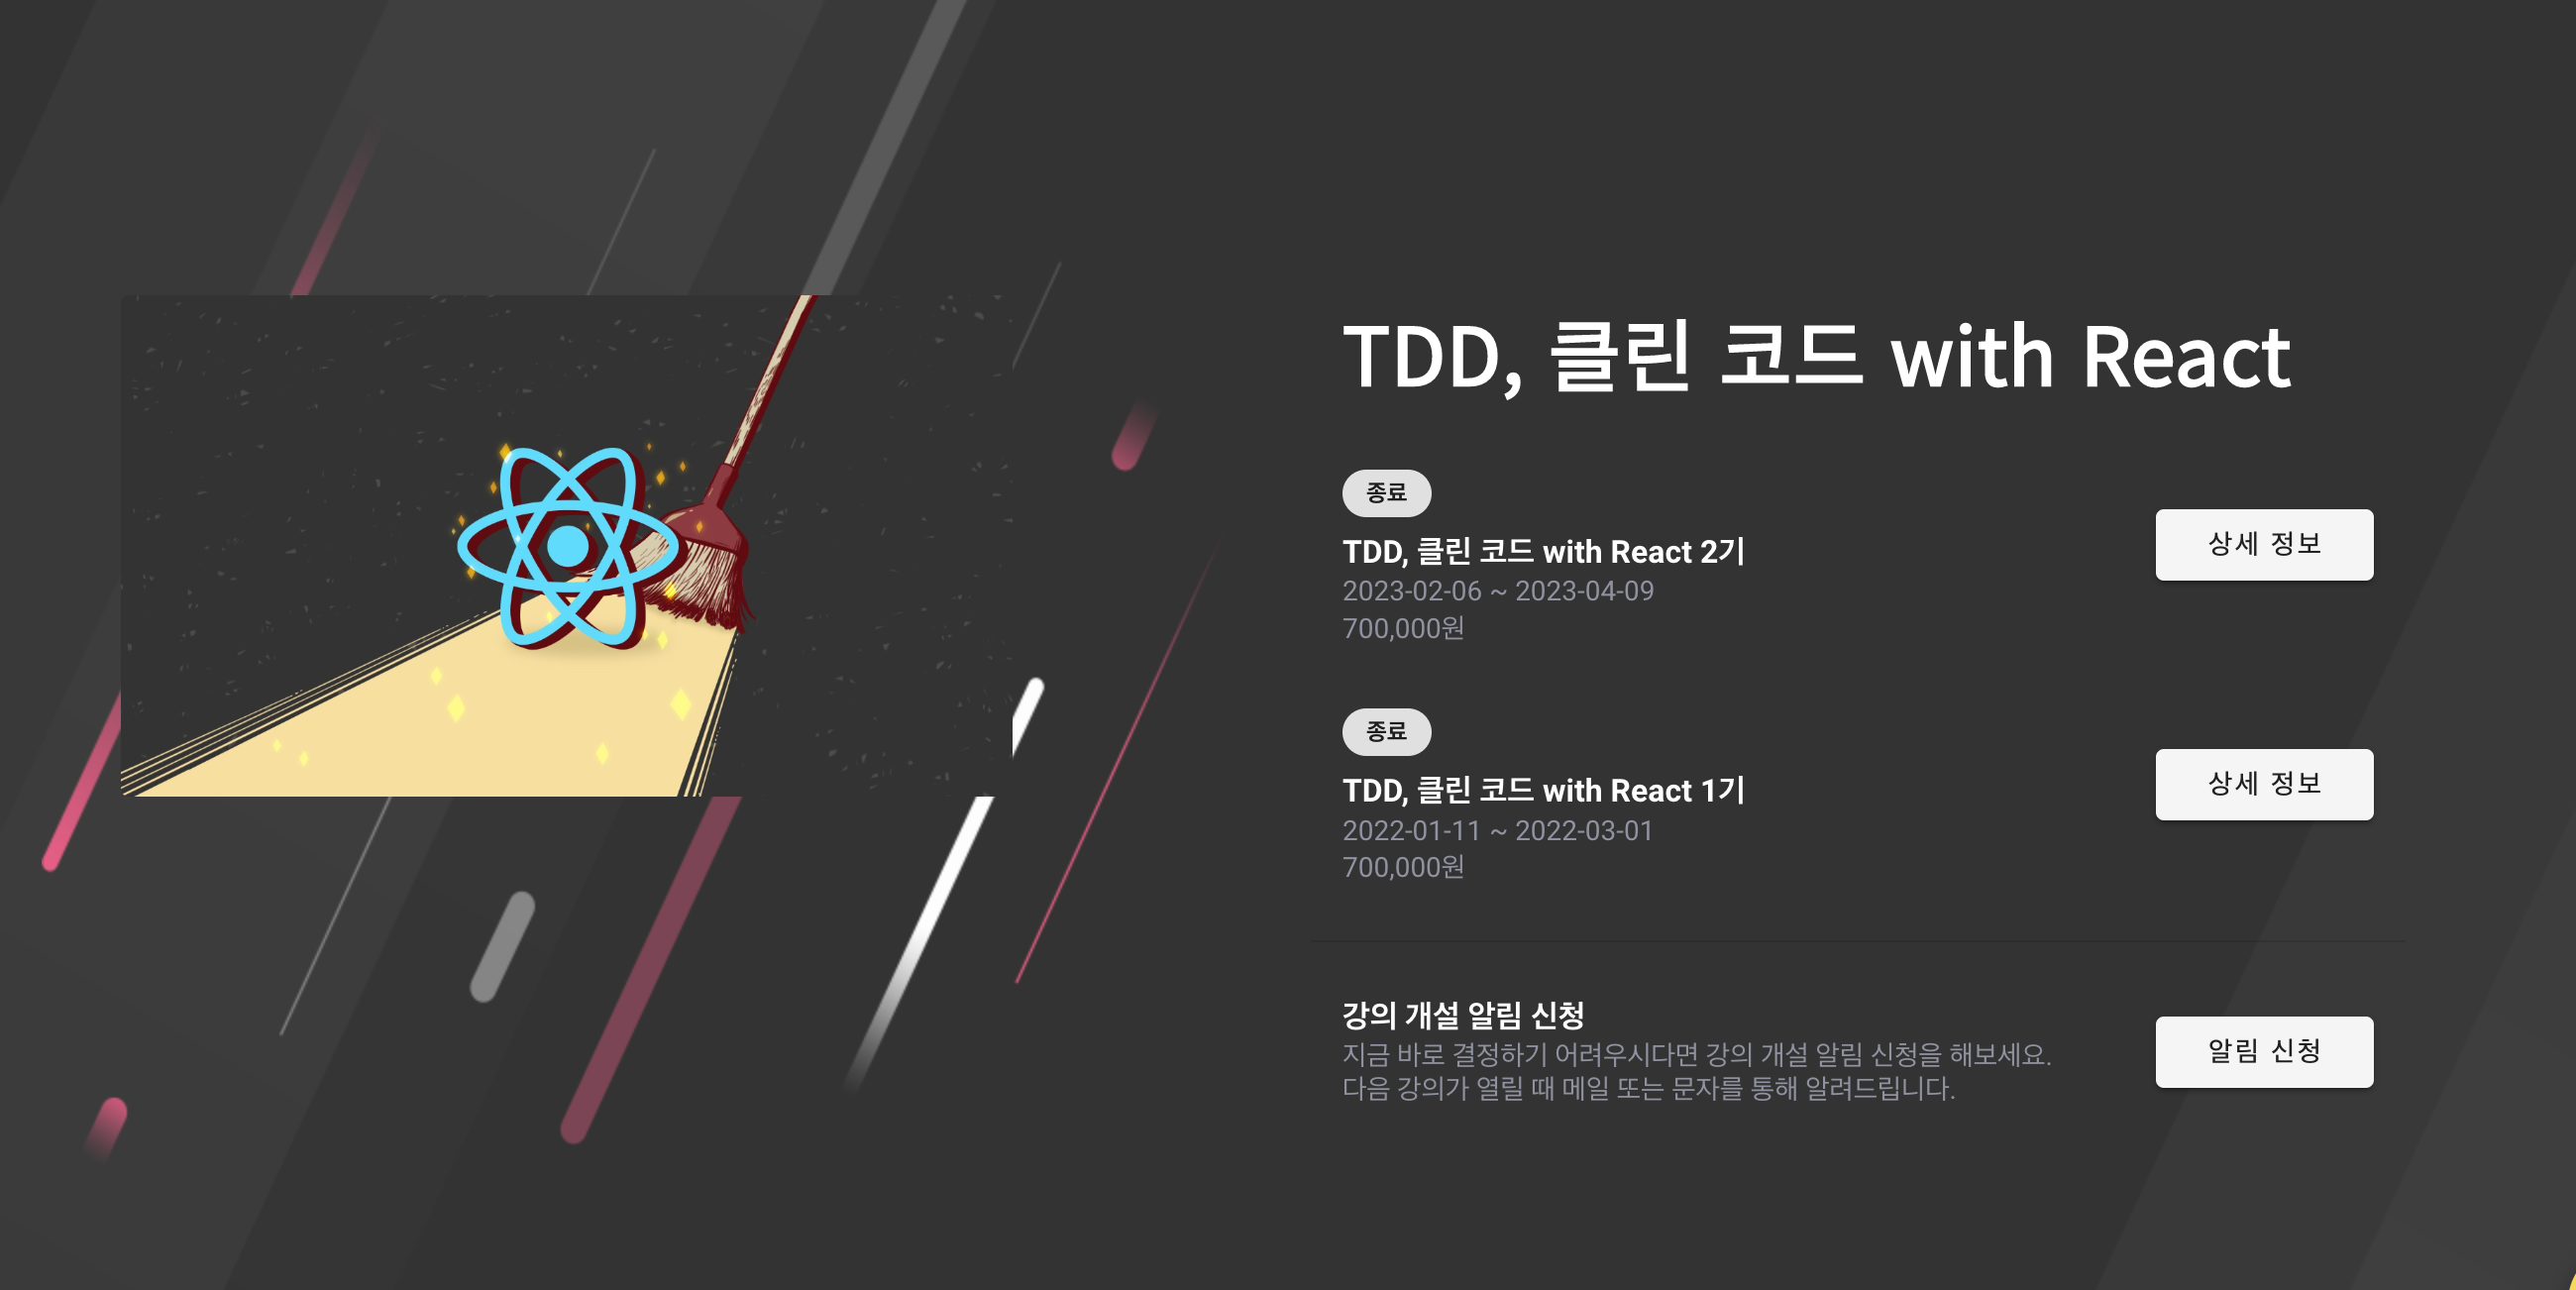 TDD, 클린 코드 with React
종료
TDD, 클린 코드 with React 2기
2023-02-06 ~ 2023-04-09
700,000원
상세 정보
종료
TDD, 클린 코드 with React 1기
2022-01-11 ~ 2022-03-01
700,000원
상세 정보
강의 개설 알림 신청
지금 바로 결정하기 어려우시다면 강의 개설 알림 신청을 해보세요.
다음 강의가 열릴 때 메일 또는 문자를 통해 알려드립니다.
알림 신청